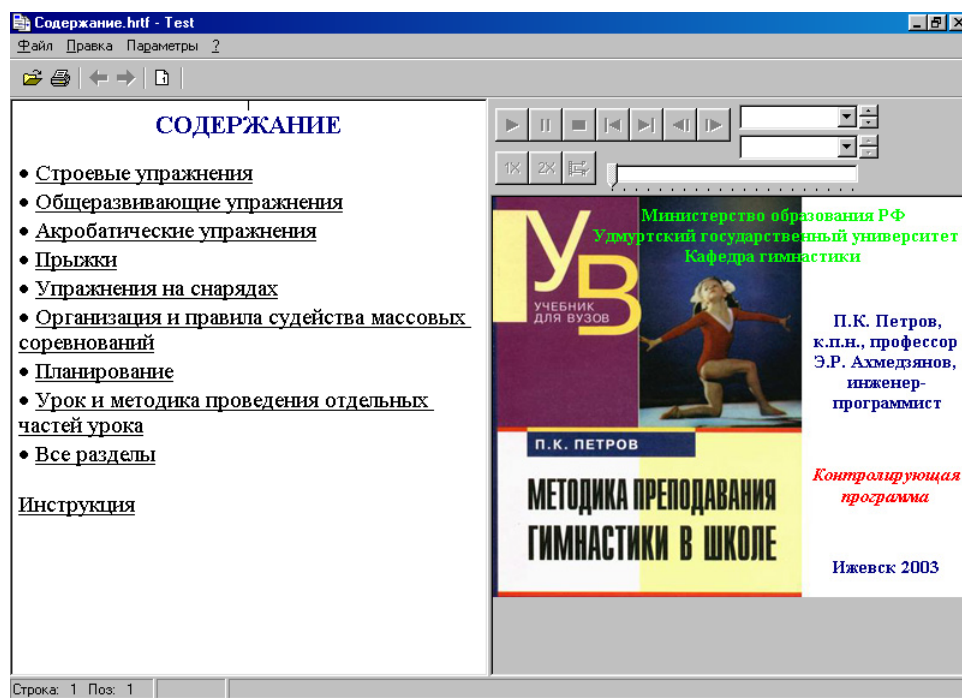 Содержание.hrtf - Test
Файл Правка Параметры ?
СОДЕРЖАНИЕ
• Строевые упражнения
• Общеразвивающие упражнения
• Акробатические упражнения
• Прыжки
• Упражнения на снарядах
• Организация и правила судейства массовых
соревнований
• Планирование
• Урок и методика проведения отдельных
частей урока
• Все разделы
Инструкция
1X 2X
Министерство образования РФ
Удмуртский государственный университет
Кафедра гимнастики
УВ
УЧЕБНИК
ДЛЯ ВУЗОВ
П.К. Петров,
к.п.н., профессор
Э.Р. Ахмедзянов,
инженер-
программист
П.К. ПЕТРОВ
МЕТОДИКА ПРЕПОДАВАНИЯ
ГИМНАСТИКИ В ШКОЛЕ
Контролирующая
программа
Ижевск 2003
Строка: 1 Поз: 1